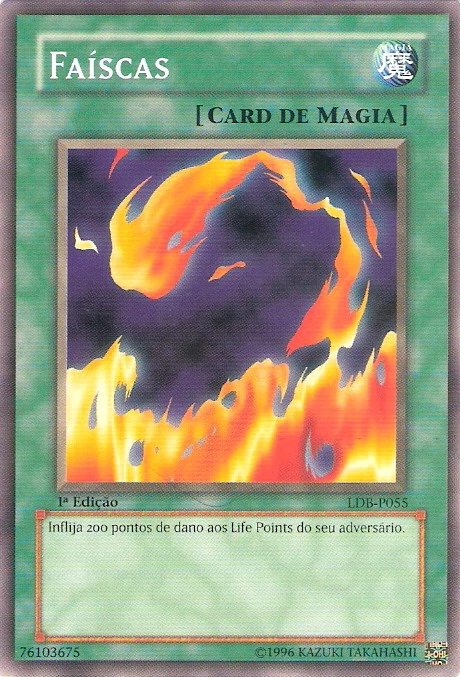 Faíscas
MAGIA
魔
[CARD DE MAGIA]
1ª Edição
LDB-P055
Inflija 200 pontos de dano aos Life Points do seu adversário.
76103675
©1996 KAZUKI TAKAHASHI